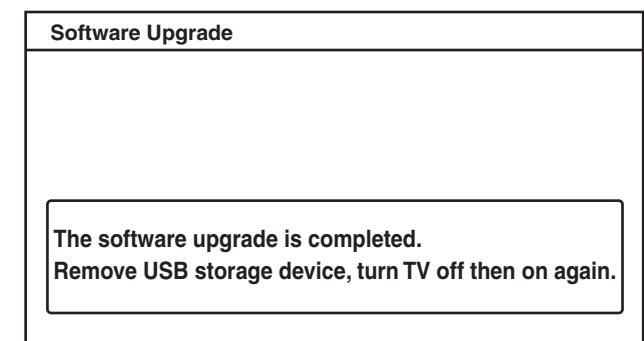 Software Upgrade
The software upgrade is completed.
Remove USB storage device, turn TV off then on again.